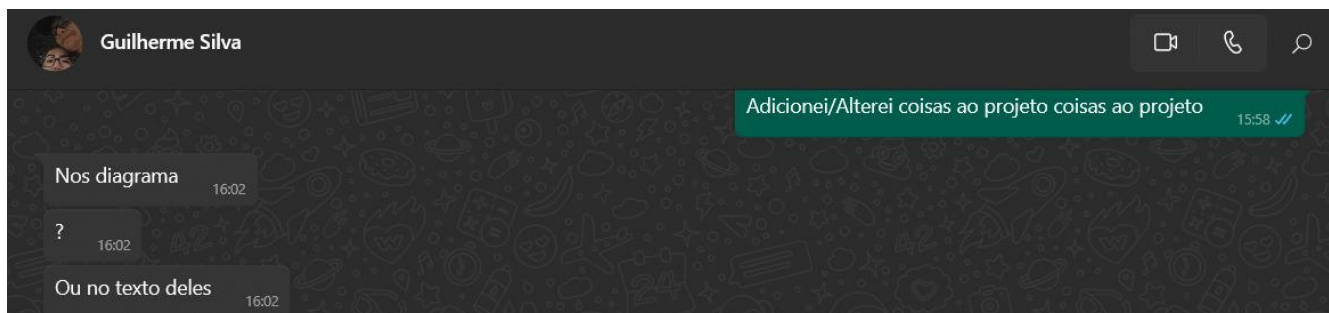 Guilherme Silva
Adicionei/Alterei coisas ao projeto coisas ao projeto
15:58
Nos diagrama
16:02
?
16:02
Ou no texto deles
16:02